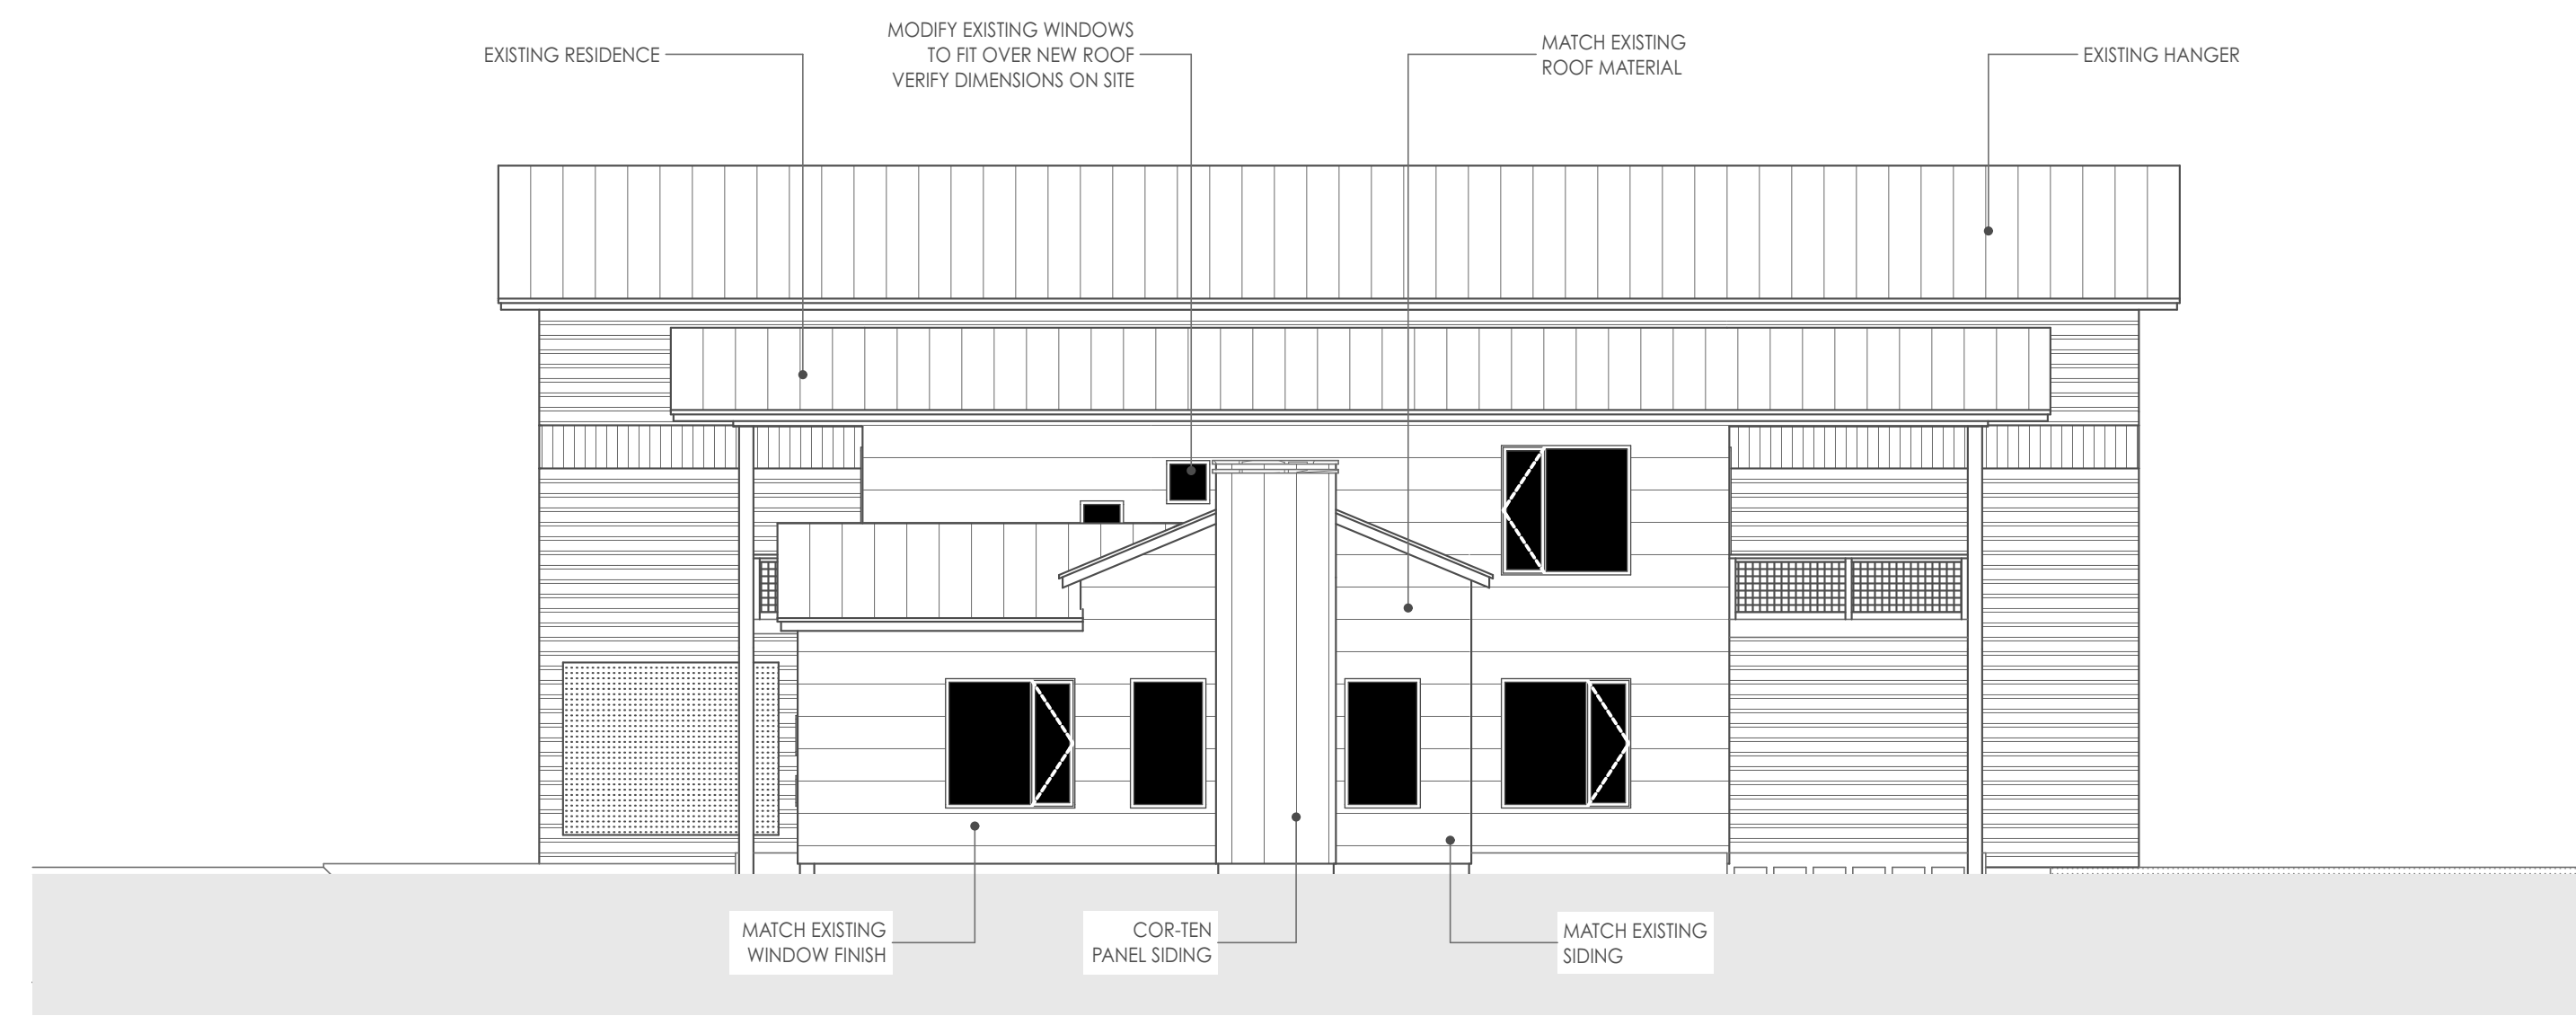 EXISTING RESIDENCE
MODIFY EXISTING WINDOWS
TO FIT OVER NEW ROOF
VERIFY DIMENSIONS ON SITE
MATCH EXISTING
ROOF MATERIAL
EXISTING HANGER
MATCH EXISTING
WINDOW FINISH
COR-TEN
PANEL SIDING
MATCH EXISTING
SIDING